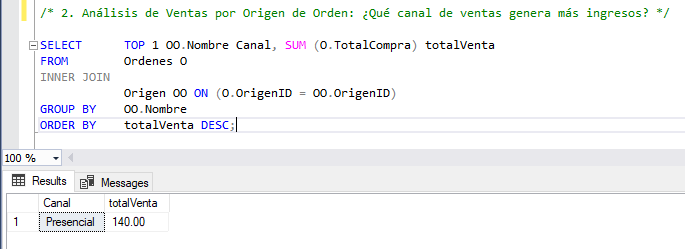 /* 2. Análisis de Ventas por Origen de Orden: ¿Qué canal de ventas genera más ingresos? */
SELECT TOP 1 OO.Nombre Canal, SUM (O.TotalCompra) totalVenta
FROM Ordenes O
INNER JOIN
Origen OO ON (O.OrigenID = OO.OrigenID)
GROUP BY OO.Nombre
ORDER BY totalVenta DESC;
100 %
Results Messages
Canal totalVenta
1 Presencial 140.00